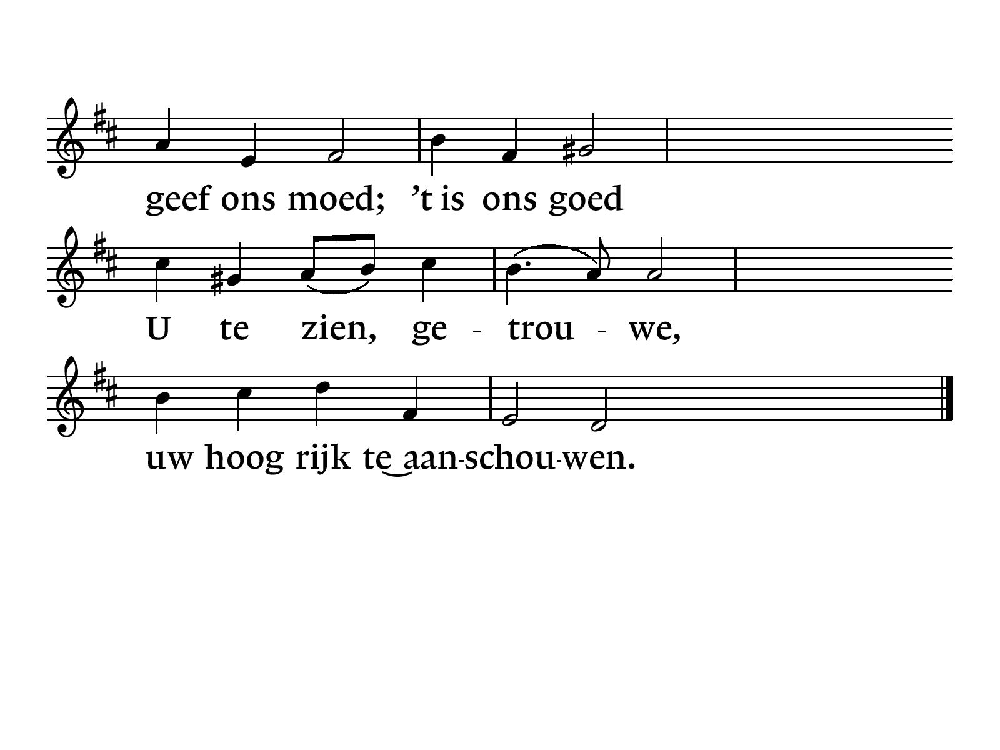 geef ons moed; ’t is ons goed
U te zien, ge - trou - we,
uw hoog rijk te‿aan-schou-wen.